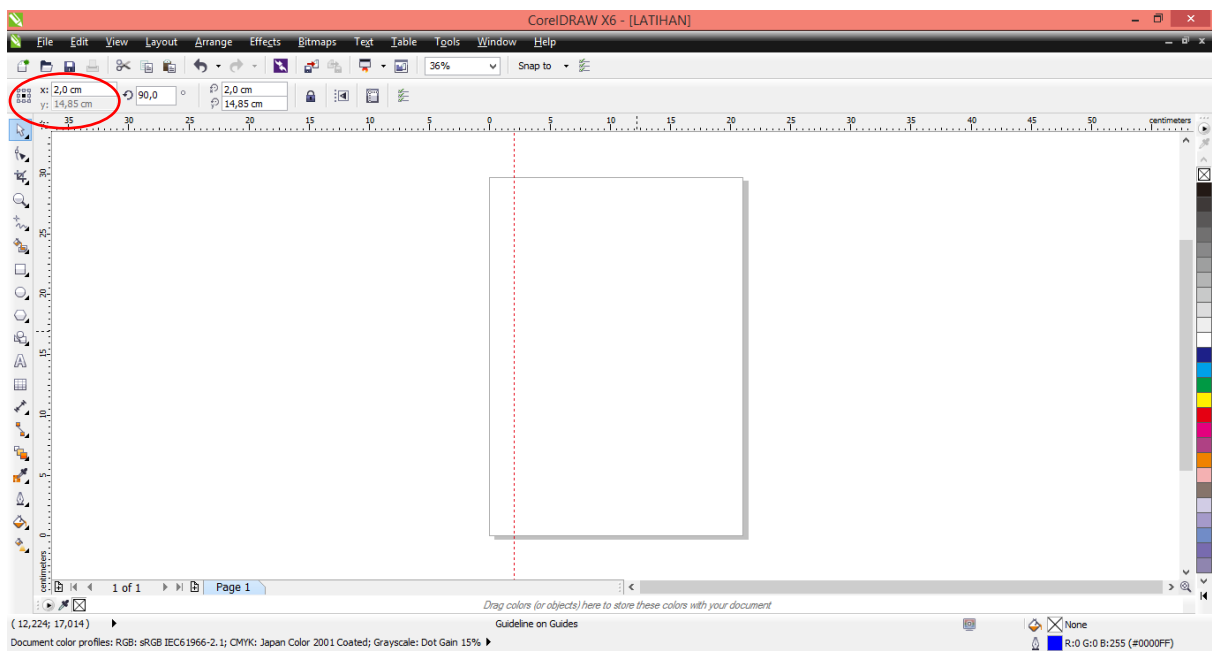 CorelDRAW X6 - [LATIHAN]
File Edit View Layout Arrange Effects Bitmaps Text Table Tools Window Help
36% Snap to
x: 2,0 cm 90,0 ° 2,0 cm
y: 14,85 cm 14,85 cm
35 30 25 20 15 10 5 0 5 10 15 20 25 30 35 40 45 50 centimeters
30
25
20
15
10
5
0
centimeters
1 of 1 Page 1
Drag colors (or objects) here to store these colors with your document
( 12,224; 17,014 ) Guideline on Guides None
Document color profiles: RGB: sRGB IEC61966-2.1; CMYK: Japan Color 2001 Coated; Grayscale: Dot Gain 15% R:0 G:0 B:255 (#0000FF)